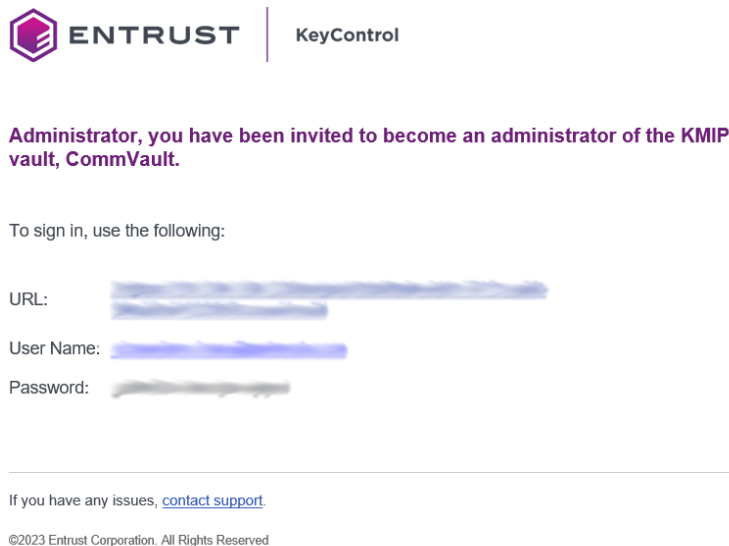 ENTRUST KeyControl
Administrator, you have been invited to become an administrator of the KMIP
vault, CommVault.
To sign in, use the following:
URL:
User Name:
Password:
If you have any issues, contact support.
©2023 Entrust Corporation. All Rights Reserved